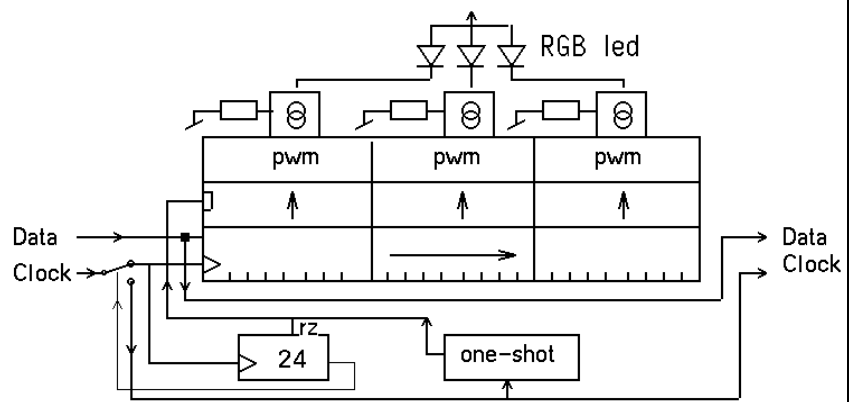 RGB led
pwm pwm pwm
Data Data
Clock Clock
rz
24 one-shot